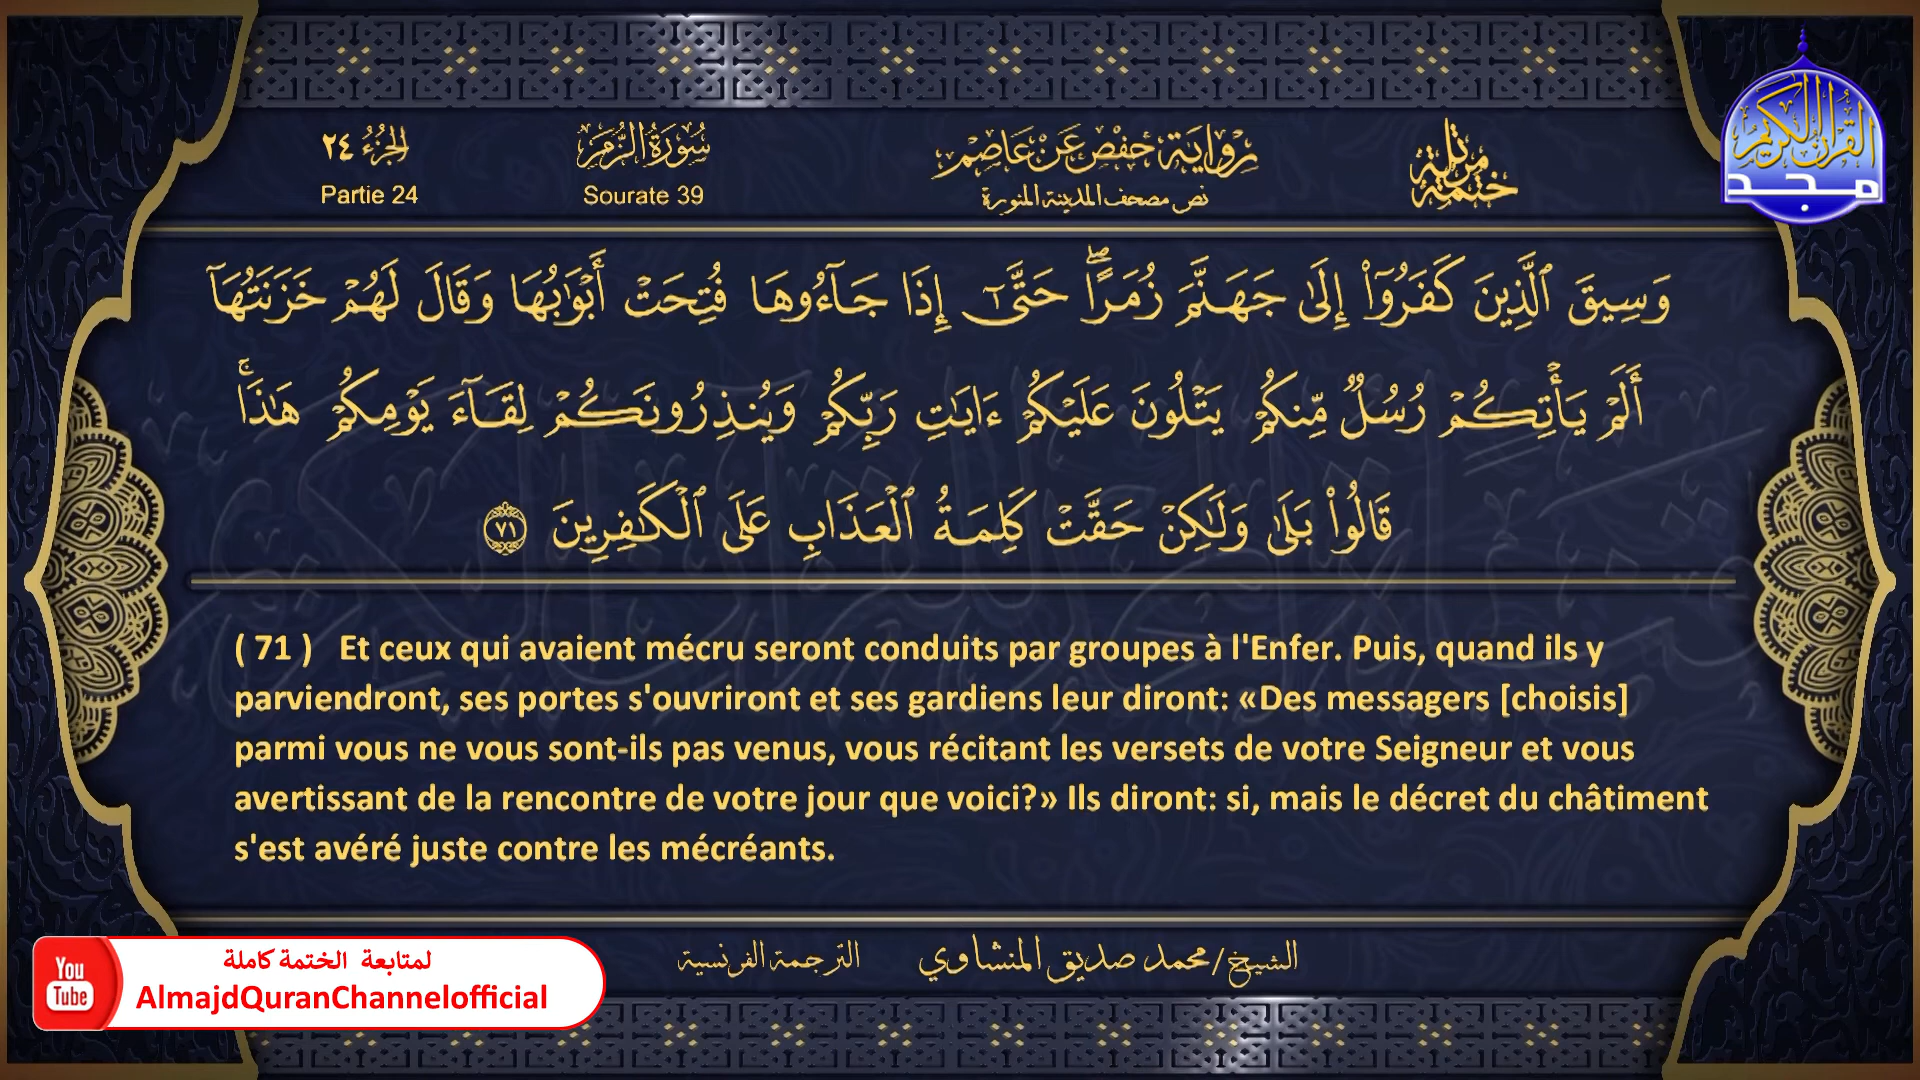 ختمة مرتلة
رواية حفص عن عاصم
نص مصحف المدينة المنورة
سُورَةُ الزُّمَرِ
Sourate 39
الجزء ٢٤
Partie 24
القرآن الكريم
مجد
وَسِيقَ ٱلَّذِينَ كَفَرُوٓا۟ إِلَىٰ جَهَنَّمَ زُمَرًا ۖ حَتَّىٰٓ إِذَا جَآءُوهَا فُتِحَتْ أَبْوَٰبُهَا وَقَالَ لَهُمْ خَزَنَتُهَآ
أَلَمْ يَأْتِكُمْ رُسُلٌ مِّنكُمْ يَتْلُونَ عَلَيْكُمْ ءَايَٰتِ رَبِّكُمْ وَيُنذِرُونَكُمْ لِقَآءَ يَوْمِكُمْ هَٰذَا ۚ
قَالُوا۟ بَلَىٰ وَلَٰكِنْ حَقَّتْ كَلِمَةُ ٱلْعَذَابِ عَلَى ٱلْكَٰفِرِينَ ٧١
( 71 ) Et ceux qui avaient mécru seront conduits par groupes à l'Enfer. Puis, quand ils y
parviendront, ses portes s'ouvriront et ses gardiens leur diront: «Des messagers [choisis]
parmi vous ne vous sont-ils pas venus, vous récitant les versets de votre Seigneur et vous
avertissant de la rencontre de votre jour que voici?» Ils diront: si, mais le décret du châtiment
s'est avéré juste contre les mécréants.
الشيخ/محمد صديق المنشاوي
الترجمة الفرنسية
You
Tube
لمتابعة الختمة كاملة
AlmajdQuranChannelofficial